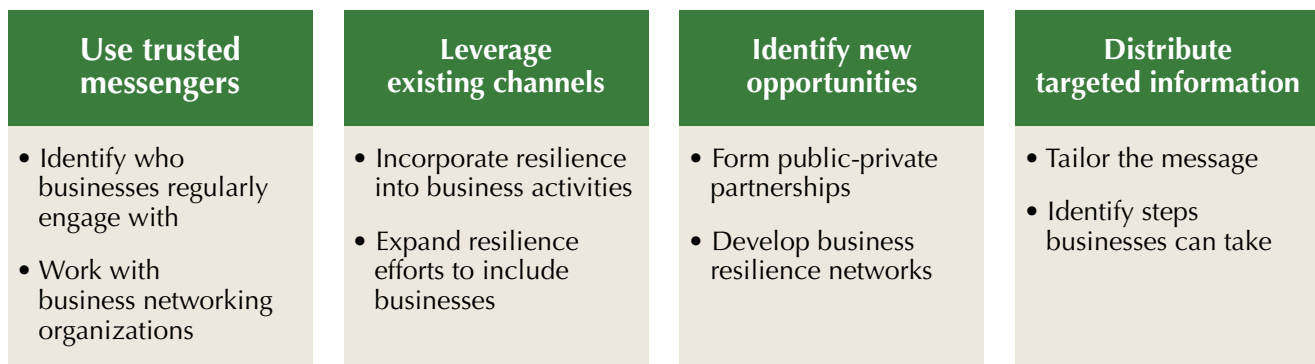 Use trusted
messengers
• Identify who
businesses regularly
engage with
• Work with
business networking
organizations
Leverage
existing channels
• Incorporate resilience
into business activities
• Expand resilience
efforts to include
businesses
Identify new
opportunities
• Form public-private
partnerships
• Develop business
resilience networks
Distribute
targeted information
• Tailor the message
• Identify steps
businesses can take